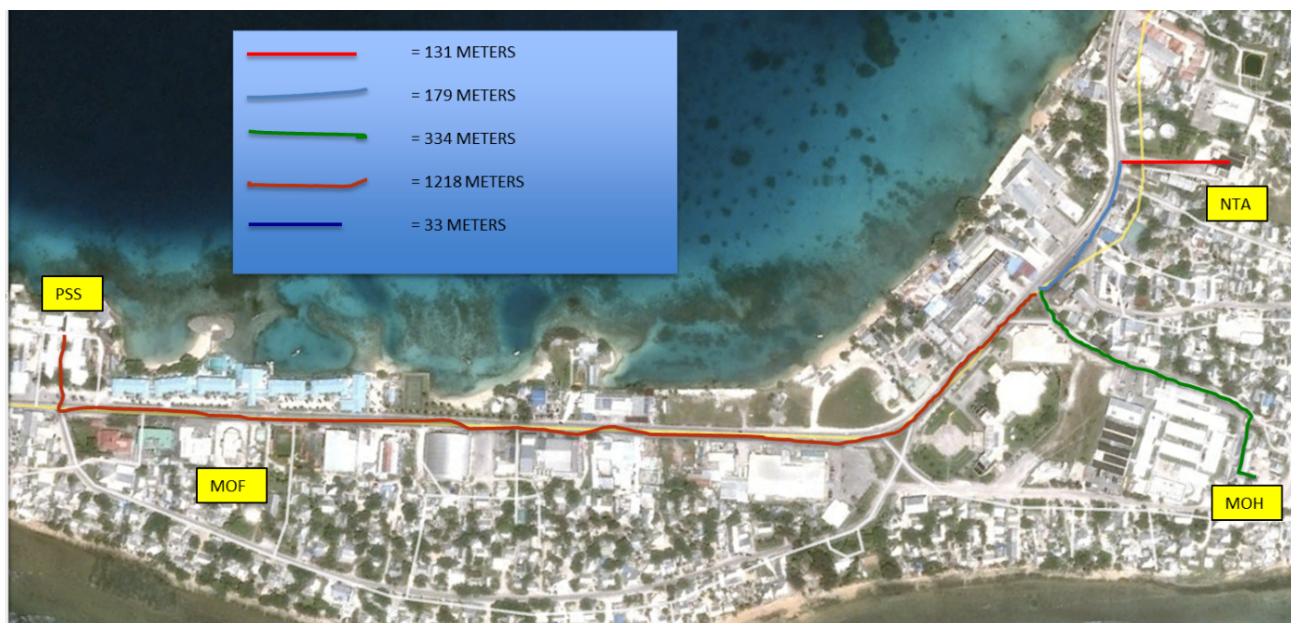 = 131 METERS
= 179 METERS
= 334 METERS
= 1218 METERS
= 33 METERS
NTA
PSS
MOF
MOH